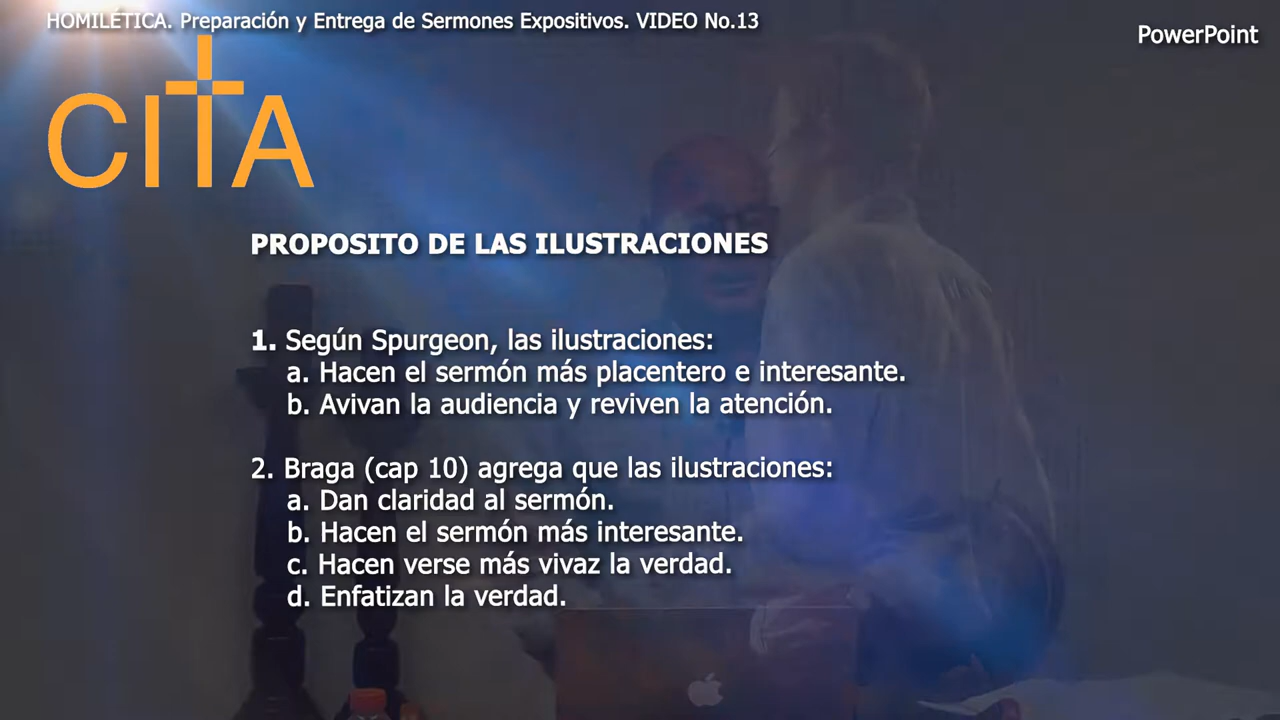 HOMILÉTICA. Preparación y Entrega de Sermones Expositivos. VIDEO No.13
PowerPoint
CITA
PROPOSITO DE LAS ILUSTRACIONES
1. Según Spurgeon, las ilustraciones:
a. Hacen el sermón más placentero e interesante.
b. Avivan la audiencia y reviven la atención.
2. Braga (cap 10) agrega que las ilustraciones:
a. Dan claridad al sermón.
b. Hacen el sermón más interesante.
c. Hacen verse más vivaz la verdad.
d. Enfatizan la verdad.